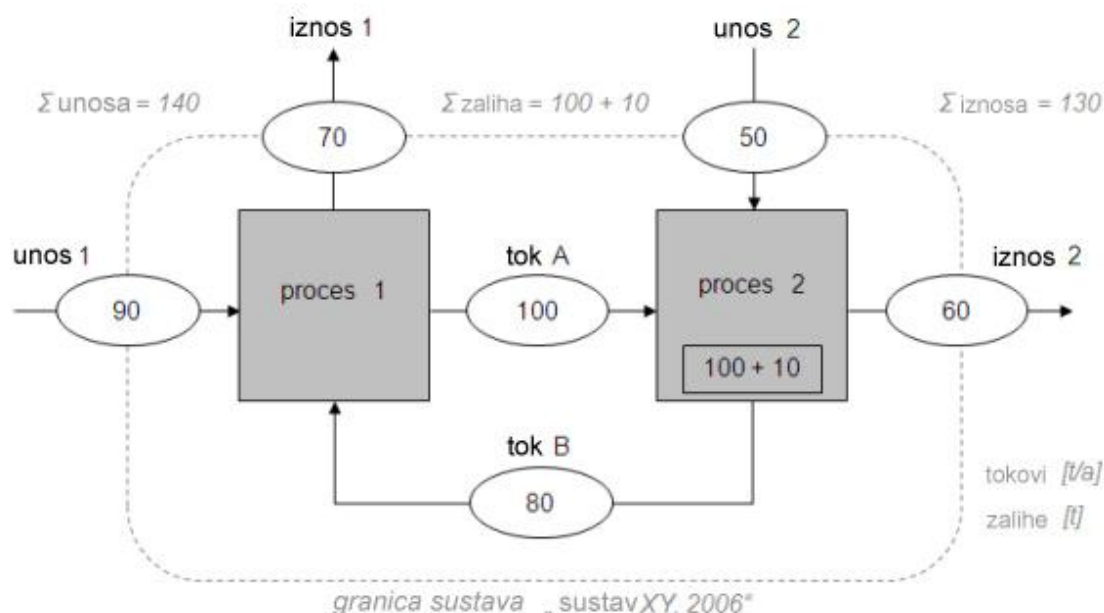 iznos 1
unos 2
Σ unosa = 140
Σ zaliha = 100 + 10
Σ iznosa = 130
70
50
unos 1
tok A
iznos 2
proces 1
proces 2
90
100
60
100 + 10
tok B
80
tokovi [t/a]
zalihe [t]
granica sustava „ sustav XY, 2006“